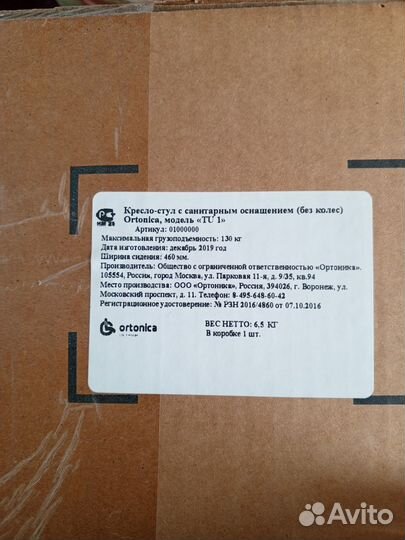 Кресло-стул с санитарным оснащением (без колес)
Ortonica, модель «TU 1»
Артикул: 01000000
Максимальная грузоподъемность: 130 кг
Дата изготовления: декабрь 2019 год
Ширина сидения: 460 мм.
Производитель: Общество с ограниченной ответственностью «Ортоника».
105554, Россия, город Москва, ул. Парковая 11-я, д. 9/35, кв.94
Место производства: ООО «Ортоника», Россия, 394026, г. Воронеж, ул.
Московский проспект, д. 11. Телефон: 8-495-648-60-42
Регистрационное удостоверение: № РЗН 2016/4860 от 07.10.2016
ortonica
ВЕС НЕТТО: 6,5 КГ
В коробке 1 шт.
Avito